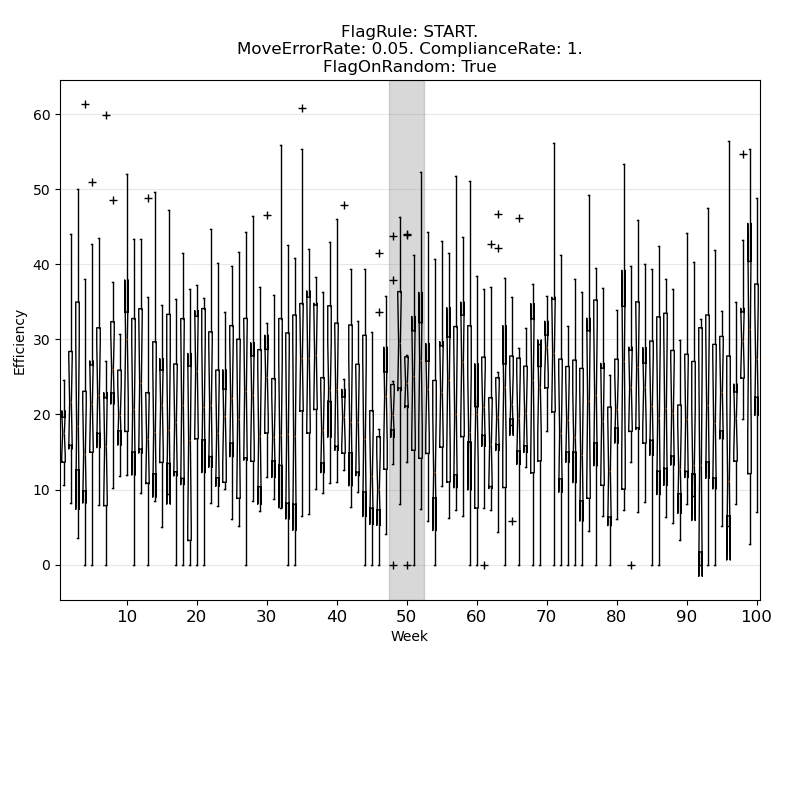 FlagRule: START.
MoveErrorRate: 0.05. ComplianceRate: 1.
FlagOnRandom: True
60
50
40
30
20
10
0
Efficiency
10 20 30 40 50 60 70 80 90 100
Week